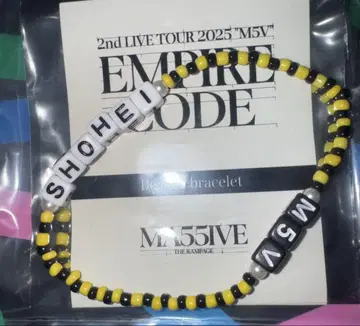 2nd LIVE TOUR 2025 "M5V"
EMPIRE
CODE
SHOHEI
bracelet
M5V
MA55IVE
THE RAMPAGE